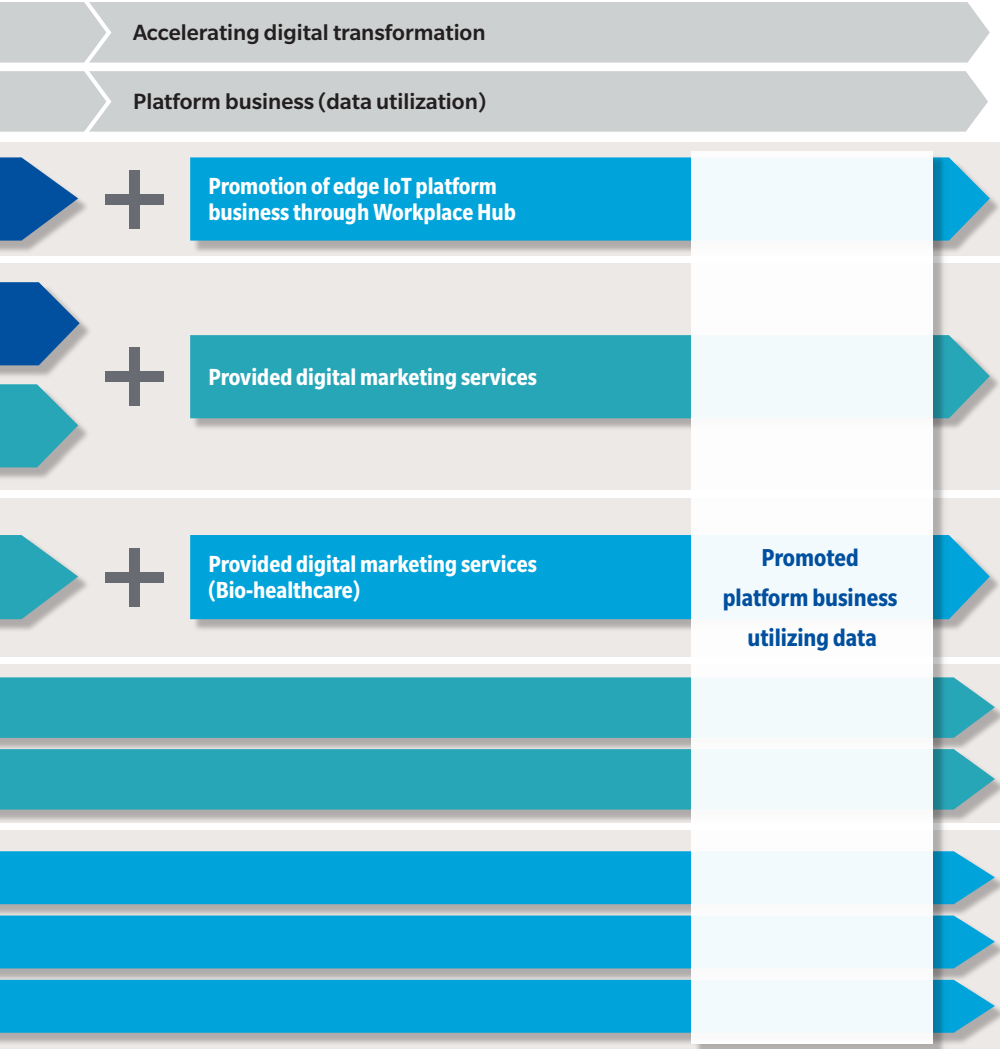 Accelerating digital transformation
Platform business (data utilization)
Promotion of edge IoT platform
business through Workplace Hub
Provided digital marketing services
Provided digital marketing services
(Bio-healthcare)
Promoted
platform business
utilizing data